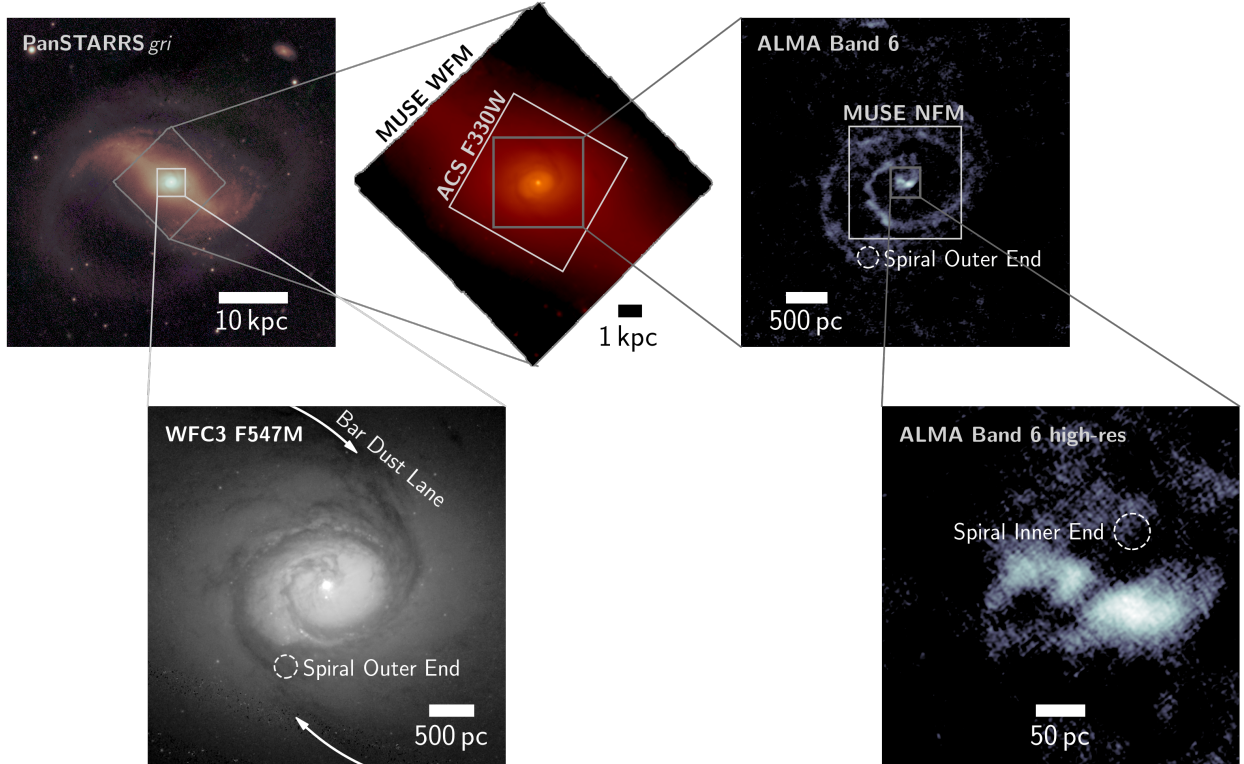 PanSTARRS gri
10 kpc
MUSE WFM
ACS F330W
1 kpc
ALMA Band 6
MUSE NFM
Spiral Outer End
500 pc
WFC3 F547M
Bar Dust Lane
Spiral Outer End
500 pc
ALMA Band 6 high-res
Spiral Inner End
50 pc